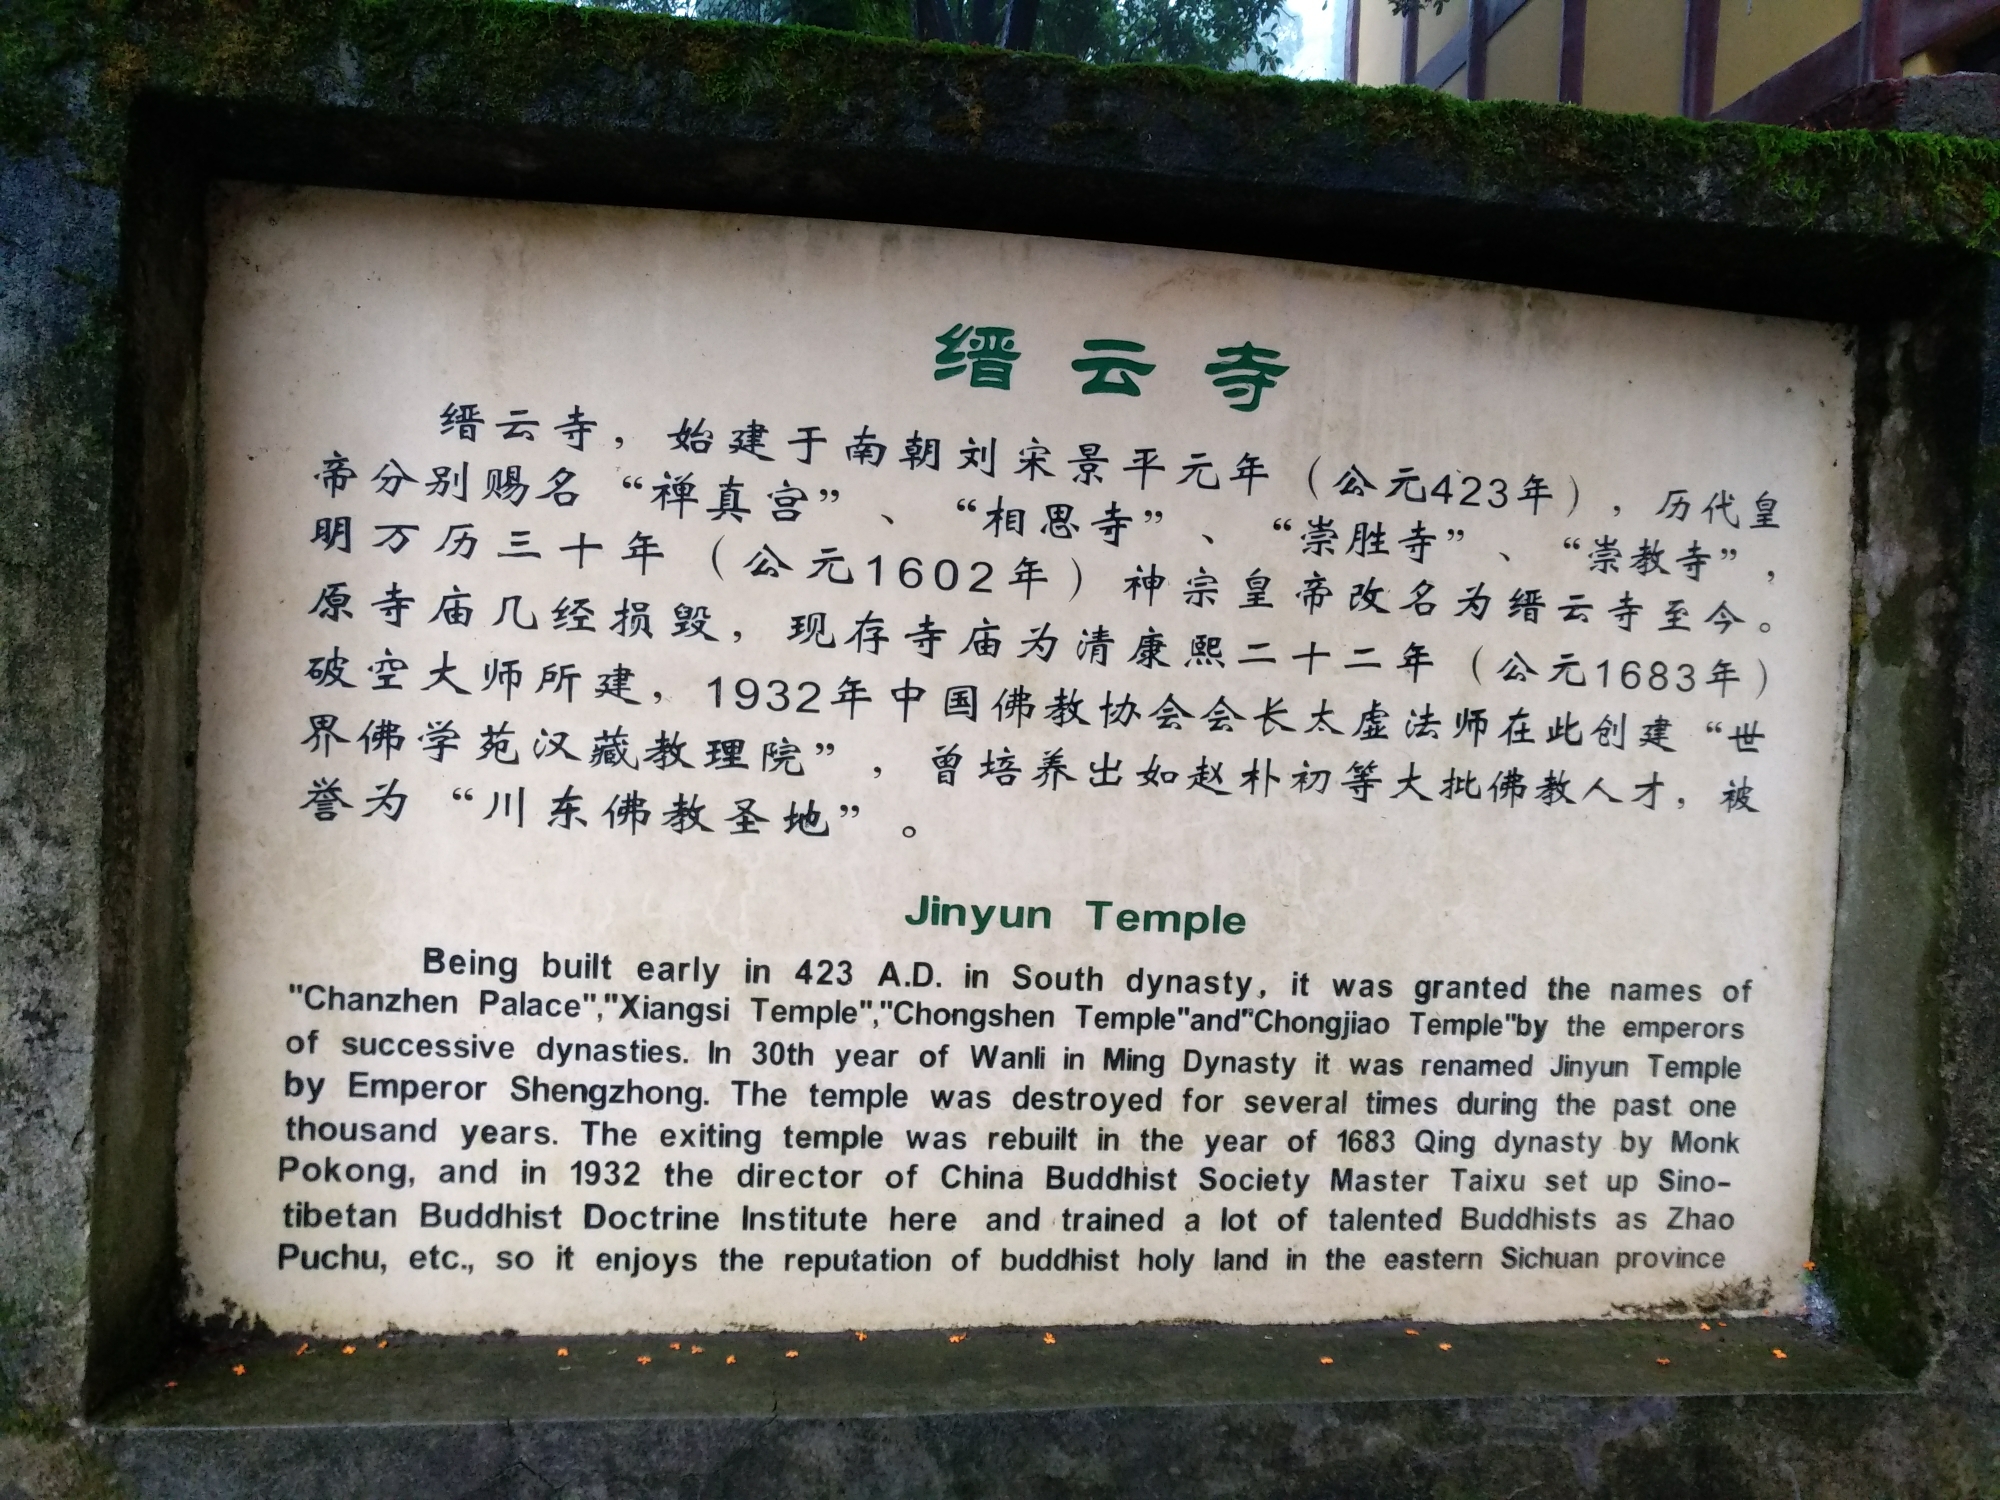 缙云寺
缙云寺，始建于南朝刘宋景平元年（公元423年），历代皇
帝分别赐名“禅真宫”、“相思寺”、“崇胜寺”、“崇教寺”，
明万历三十年（公元1602年）神宗皇帝改名为缙云寺至今。
原寺庙几经损毁，现存寺庙为清康熙二十二年（公元1683年）
破空大师所建，1932年中国佛教协会会长太虚法师在此创建“世
界佛学苑汉藏教理院”，曾培养出如赵朴初等大批佛教人才，被
誉为“川东佛教圣地”。
Jinyun Temple
Being built early in 423 A.D. in South dynasty, it was granted the names of
"Chanzhen Palace","Xiangsi Temple","Chongshen Temple"and"Chongjiao Temple"by the emperors
of successive dynasties. In 30th year of Wanli in Ming Dynasty it was renamed Jinyun Temple
by Emperor Shengzhong. The temple was destroyed for several times during the past one
thousand years. The exiting temple was rebuilt in the year of 1683 Qing dynasty by Monk
Pokong, and in 1932 the director of China Buddhist Society Master Taixu set up Sino-
tibetan Buddhist Doctrine Institute here and trained a lot of talented Buddhists as Zhao
Puchu, etc., so it enjoys the reputation of buddhist holy land in the eastern Sichuan province